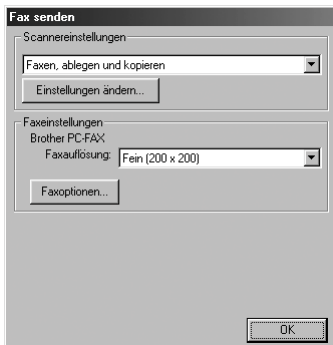 Fax senden
Scannereinstellungen
Faxen, ablegen und kopieren
Einstellungen ändern...
Faxeinstellungen
Brother PC-FAX
Faxauflösung: Fein (200 x 200)
Faxoptionen...
OK